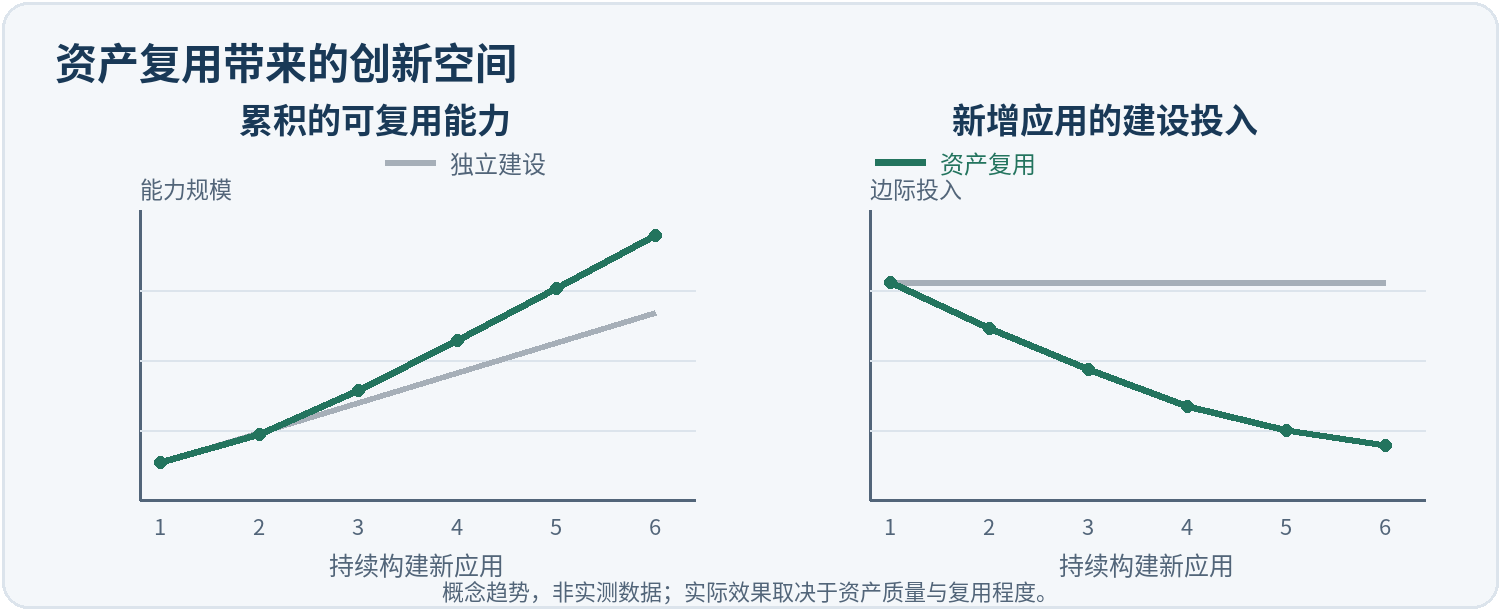 资产复用带来的创新空间
累积的可复用能力
新增应用的建设投入
独立建设
资产复用
能力规模
边际投入
1 2 3 4 5 6
1 2 3 4 5 6
持续构建新应用
持续构建新应用
概念趋势，非实测数据；实际效果取决于资产质量与复用程度。